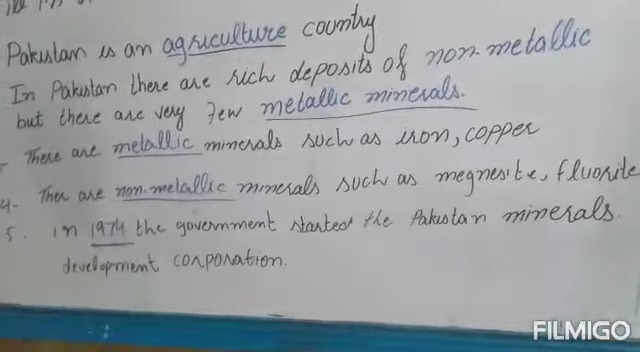 Pakistan is an agriculture country
In Pakistan there are rich deposits of non-metallic
but there are very few metallic minerals.
There are metallic minerals such as iron, copper
4- Ther are non-metallic minerals such as megnesite, fluorite
5. in 1974 the government started the Pakistan minerals.
development corporation.
FILMIGO